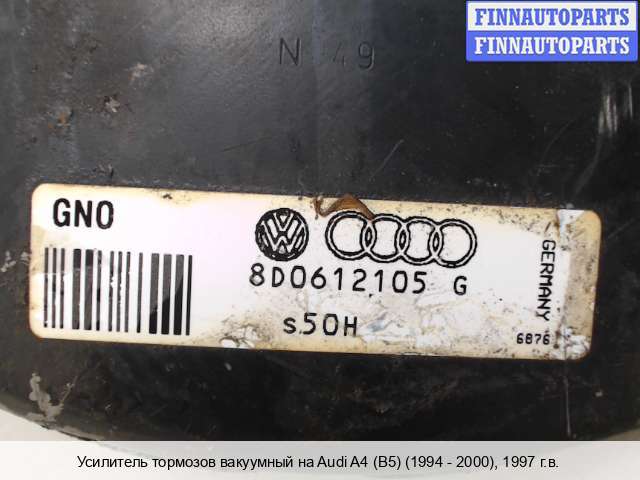 FINNAUTOPARTS
FINNAUTOPARTS
N 49
GNO
8D0612105 G
s50H
GERMANY
6876
Усилитель тормозов вакуумный на Audi A4 (B5) (1994 - 2000), 1997 г.в.